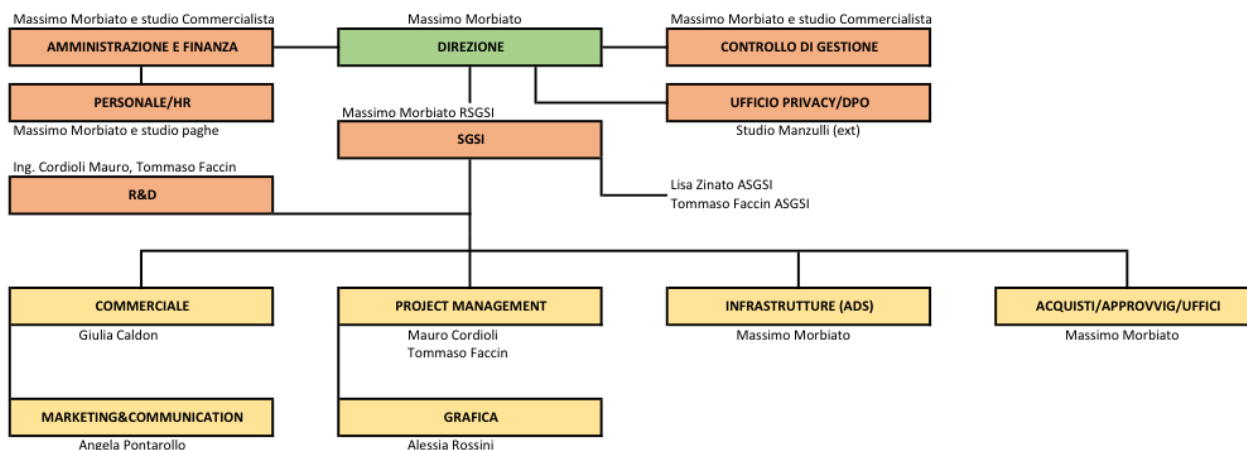 Massimo Morbiato e studio Commercialista
Massimo Morbiato
Massimo Morbiato e studio Commercialista
AMMINISTRAZIONE E FINANZA
DIREZIONE
CONTROLLO DI GESTIONE
PERSONALE/HR
UFFICIO PRIVACY/DPO
Massimo Morbiato e studio paghe
Massimo Morbiato RSGSI
Studio Manzulli (ext)
SGSI
Ing. Cordioli Mauro, Tommaso Faccin
R&D
Lisa Zinato ASGSI
Tommaso Faccin ASGSI
COMMERCIALE
PROJECT MANAGEMENT
INFRASTRUTTURE (ADS)
ACQUISTI/APPROVVIG/UFFICI
Giulia Caldon
Mauro Cordioli
Tommaso Faccin
Massimo Morbiato
Massimo Morbiato
MARKETING&COMMUNICATION
GRAFICA
Angela Pontarollo
Alessia Rossini